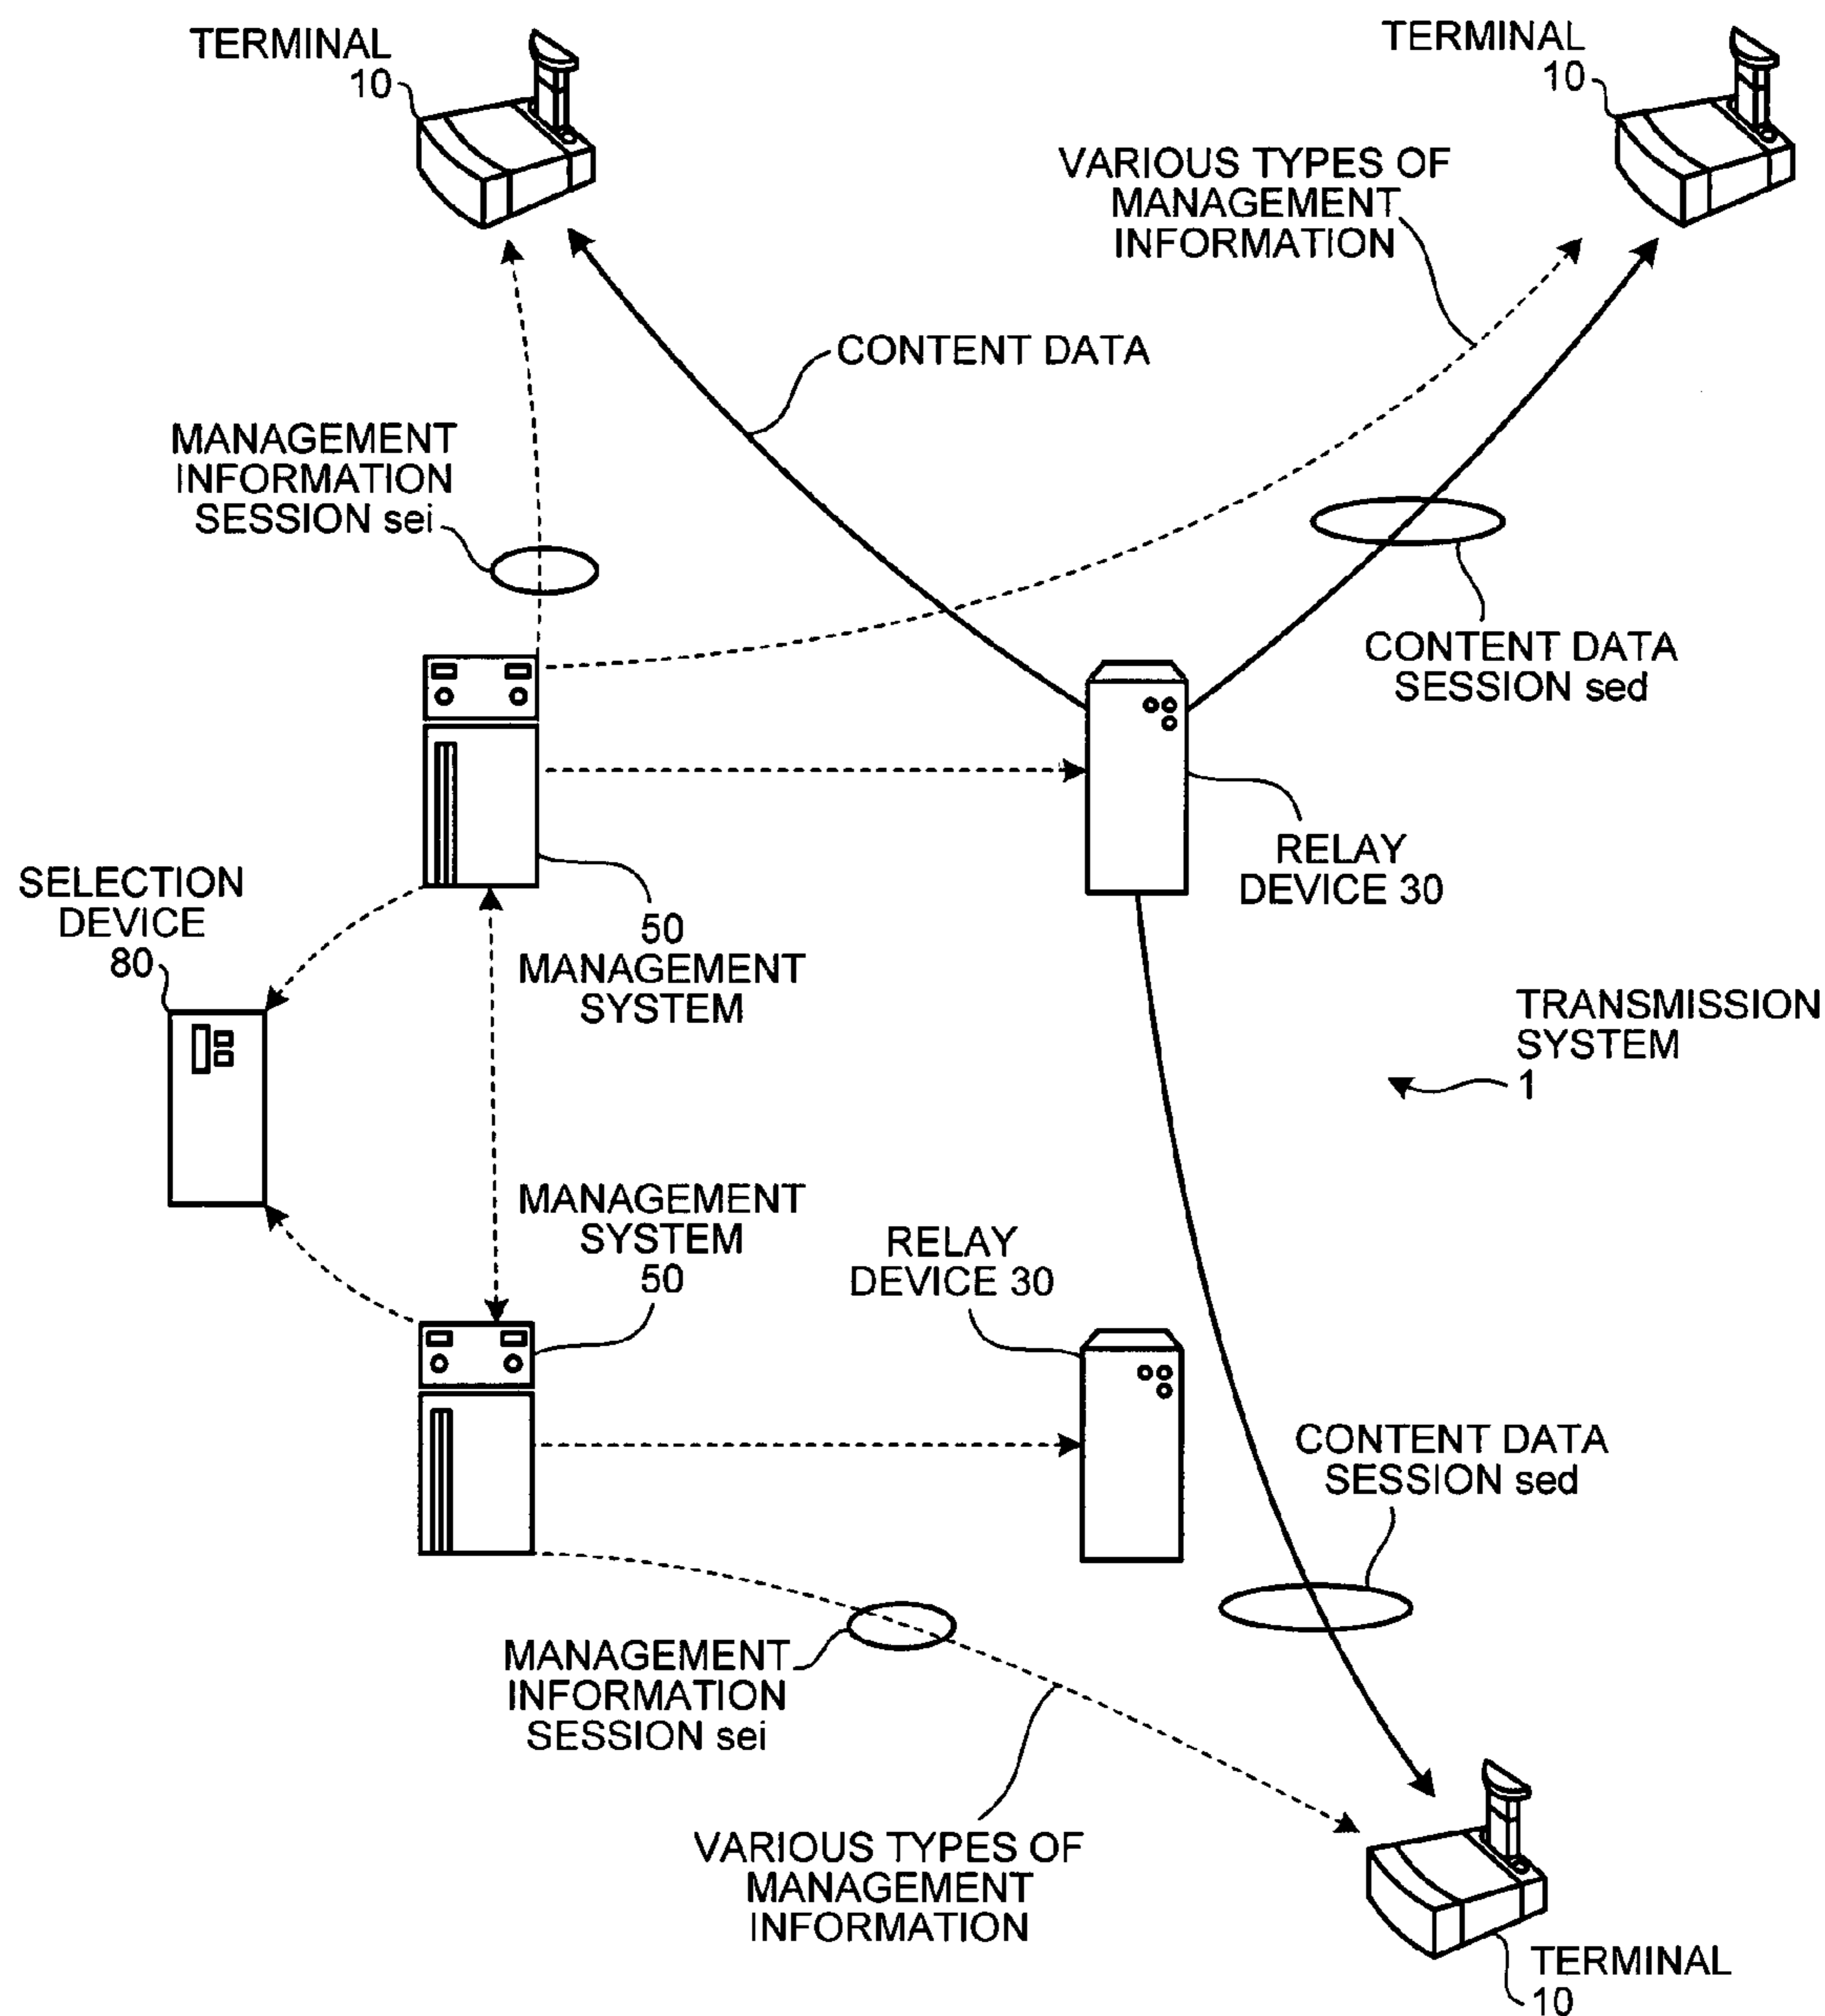 TERMINAL
10
TERMINAL
10
VARIOUS TYPES OF
MANAGEMENT
INFORMATION
CONTENT DATA
MANAGEMENT
INFORMATION
SESSION sei
CONTENT DATA
SESSION sed
RELAY
DEVICE 30
SELECTION
DEVICE
80
50
MANAGEMENT
SYSTEM
TRANSMISSION
SYSTEM
1
MANAGEMENT
SYSTEM
50
RELAY
DEVICE 30
CONTENT DATA
SESSION sed
MANAGEMENT
INFORMATION
SESSION sei
VARIOUS TYPES OF
MANAGEMENT
INFORMATION
TERMINAL
10